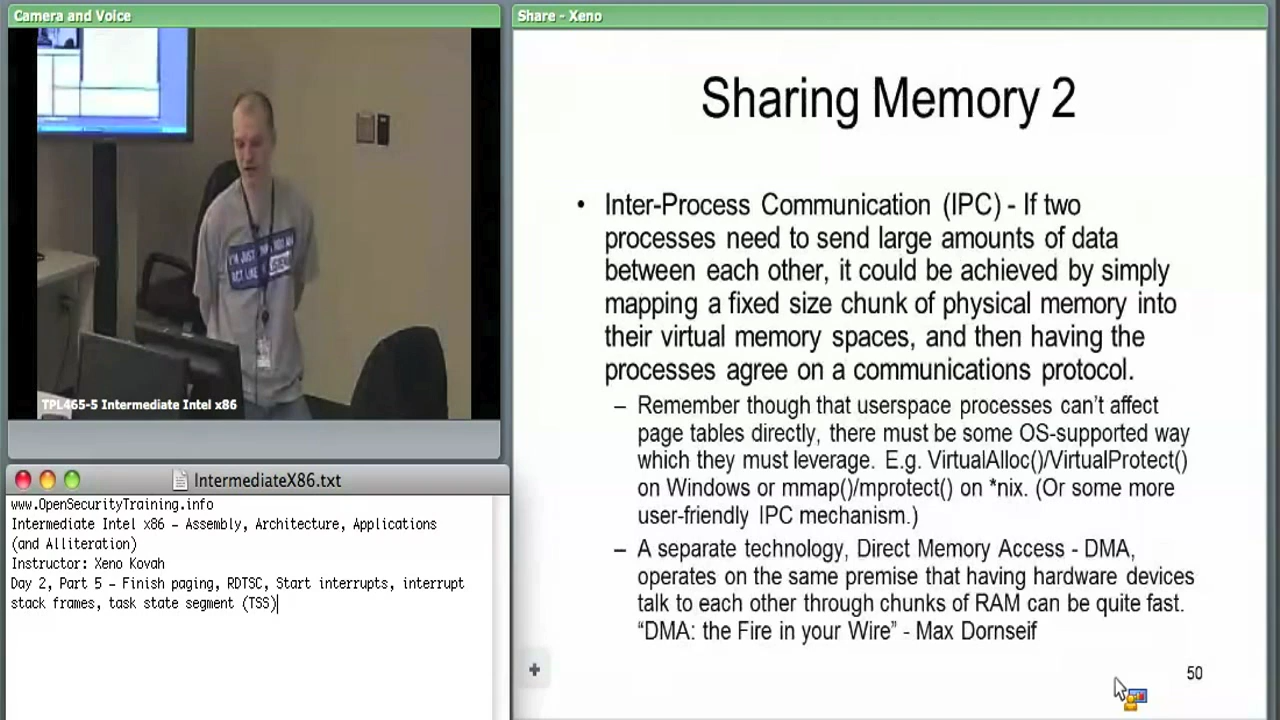 Camera and Voice
TPL465-5 Intermediate Intel x86
IntermediateX86.txt
www.OpenSecurityTraining.info
Intermediate Intel x86 – Assembly, Architecture, Applications
(and Alliteration)
Instructor: Xeno Kovah
Day 2, Part 5 – Finish paging, RDTSC, Start interrupts, interrupt
stack frames, task state segment (TSS)
Share - Xeno
Sharing Memory 2
• Inter-Process Communication (IPC) - If two
processes need to send large amounts of data
between each other, it could be achieved by simply
mapping a fixed size chunk of physical memory into
their virtual memory spaces, and then having the
processes agree on a communications protocol.
– Remember though that userspace processes can't affect
page tables directly, there must be some OS-supported way
which they must leverage. E.g. VirtualAlloc()/VirtualProtect()
on Windows or mmap()/mprotect() on *nix. (Or some more
user-friendly IPC mechanism.)
– A separate technology, Direct Memory Access - DMA,
operates on the same premise that having hardware devices
talk to each other through chunks of RAM can be quite fast.
“DMA: the Fire in your Wire” - Max Dornseif
50